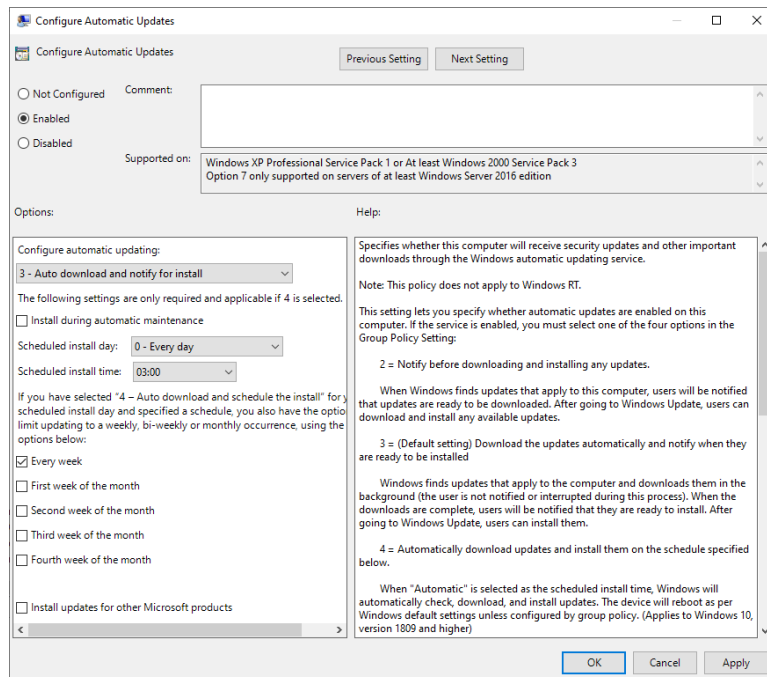 Configure Automatic Updates
Configure Automatic Updates
Previous Setting
Next Setting
Not Configured
Comment:
Enabled
Disabled
Supported on:
Windows XP Professional Service Pack 1 or At least Windows 2000 Service Pack 3
Option 7 only supported on servers of at least Windows Server 2016 edition
Options:
Help:
Configure automatic updating:
3 - Auto download and notify for install
The following settings are only required and applicable if 4 is selected.
Install during automatic maintenance
Scheduled install day:
0 - Every day
Scheduled install time:
03:00
If you have selected “4 – Auto download and schedule the install” for y
scheduled install day and specified a schedule, you also have the optio
limit updating to a weekly, bi-weekly or monthly occurrence, using the
options below:
Every week
First week of the month
Second week of the month
Third week of the month
Fourth week of the month
Install updates for other Microsoft products
Specifies whether this computer will receive security updates and other important
downloads through the Windows automatic updating service.
Note: This policy does not apply to Windows RT.
This setting lets you specify whether automatic updates are enabled on this
computer. If the service is enabled, you must select one of the four options in the
Group Policy Setting:
2 = Notify before downloading and installing any updates.
When Windows finds updates that apply to this computer, users will be notified
that updates are ready to be downloaded. After going to Windows Update, users can
download and install any available updates.
3 = (Default setting) Download the updates automatically and notify when they
are ready to be installed
Windows finds updates that apply to the computer and downloads them in the
background (the user is not notified or interrupted during this process). When the
downloads are complete, users will be notified that they are ready to install. After
going to Windows Update, users can install them.
4 = Automatically download updates and install them on the schedule specified
below.
When "Automatic" is selected as the scheduled install time, Windows will
automatically check, download, and install updates. The device will reboot as per
Windows default settings unless configured by group policy. (Applies to Windows 10,
version 1809 and higher)
OK
Cancel
Apply